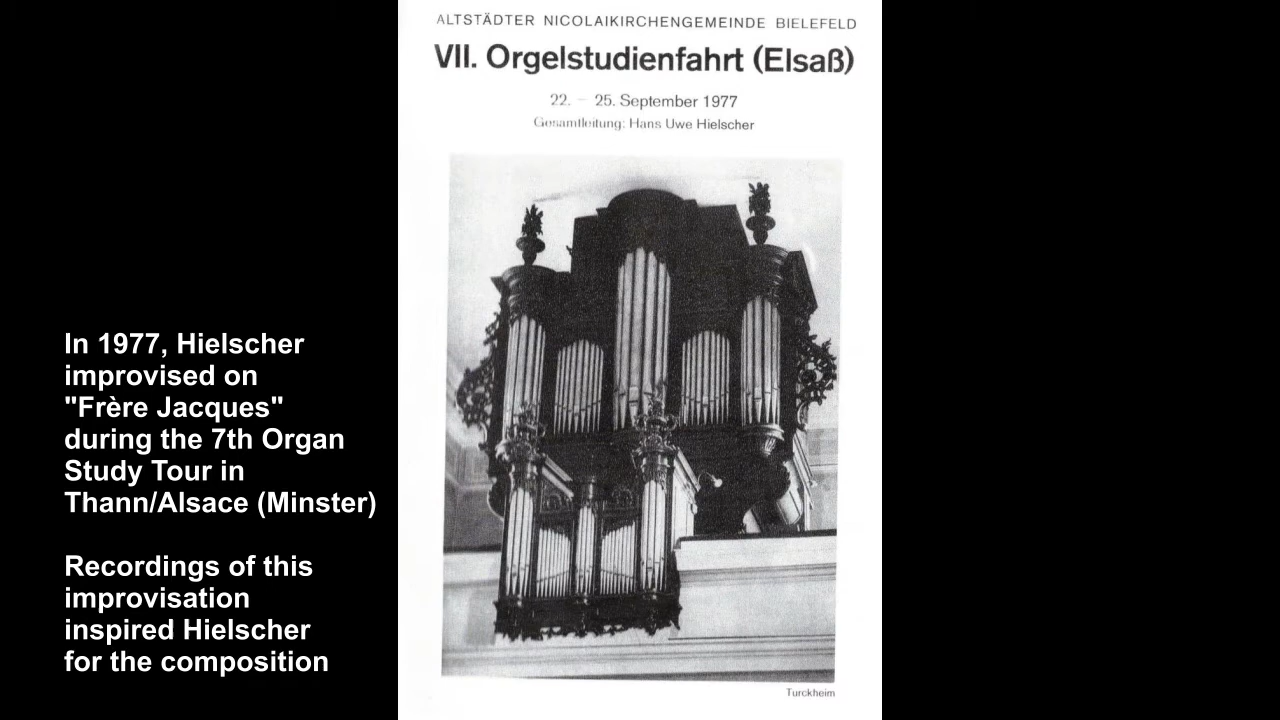 ALTSTÄDTER NICOLAIKIRCHENGEMEINDE BIELEFELD
VII. Orgelstudienfahrt (Elsaß)
22. – 25. September 1977
Gesamtleitung: Hans Uwe Hielscher
In 1977, Hielscher
improvised on
"Frère Jacques"
during the 7th Organ
Study Tour in
Thann/Alsace (Minster)
Recordings of this
improvisation
inspired Hielscher
for the composition
Turckheim